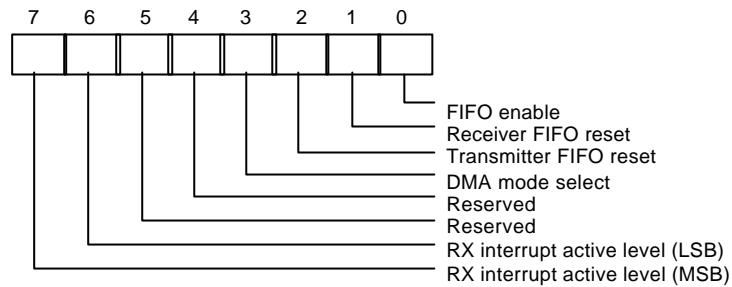 7 6 5 4 3 2 1 0
FIFO enable
Receiver FIFO reset
Transmitter FIFO reset
DMA mode select
Reserved
Reserved
RX interrupt active level (LSB)
RX interrupt active level (MSB)